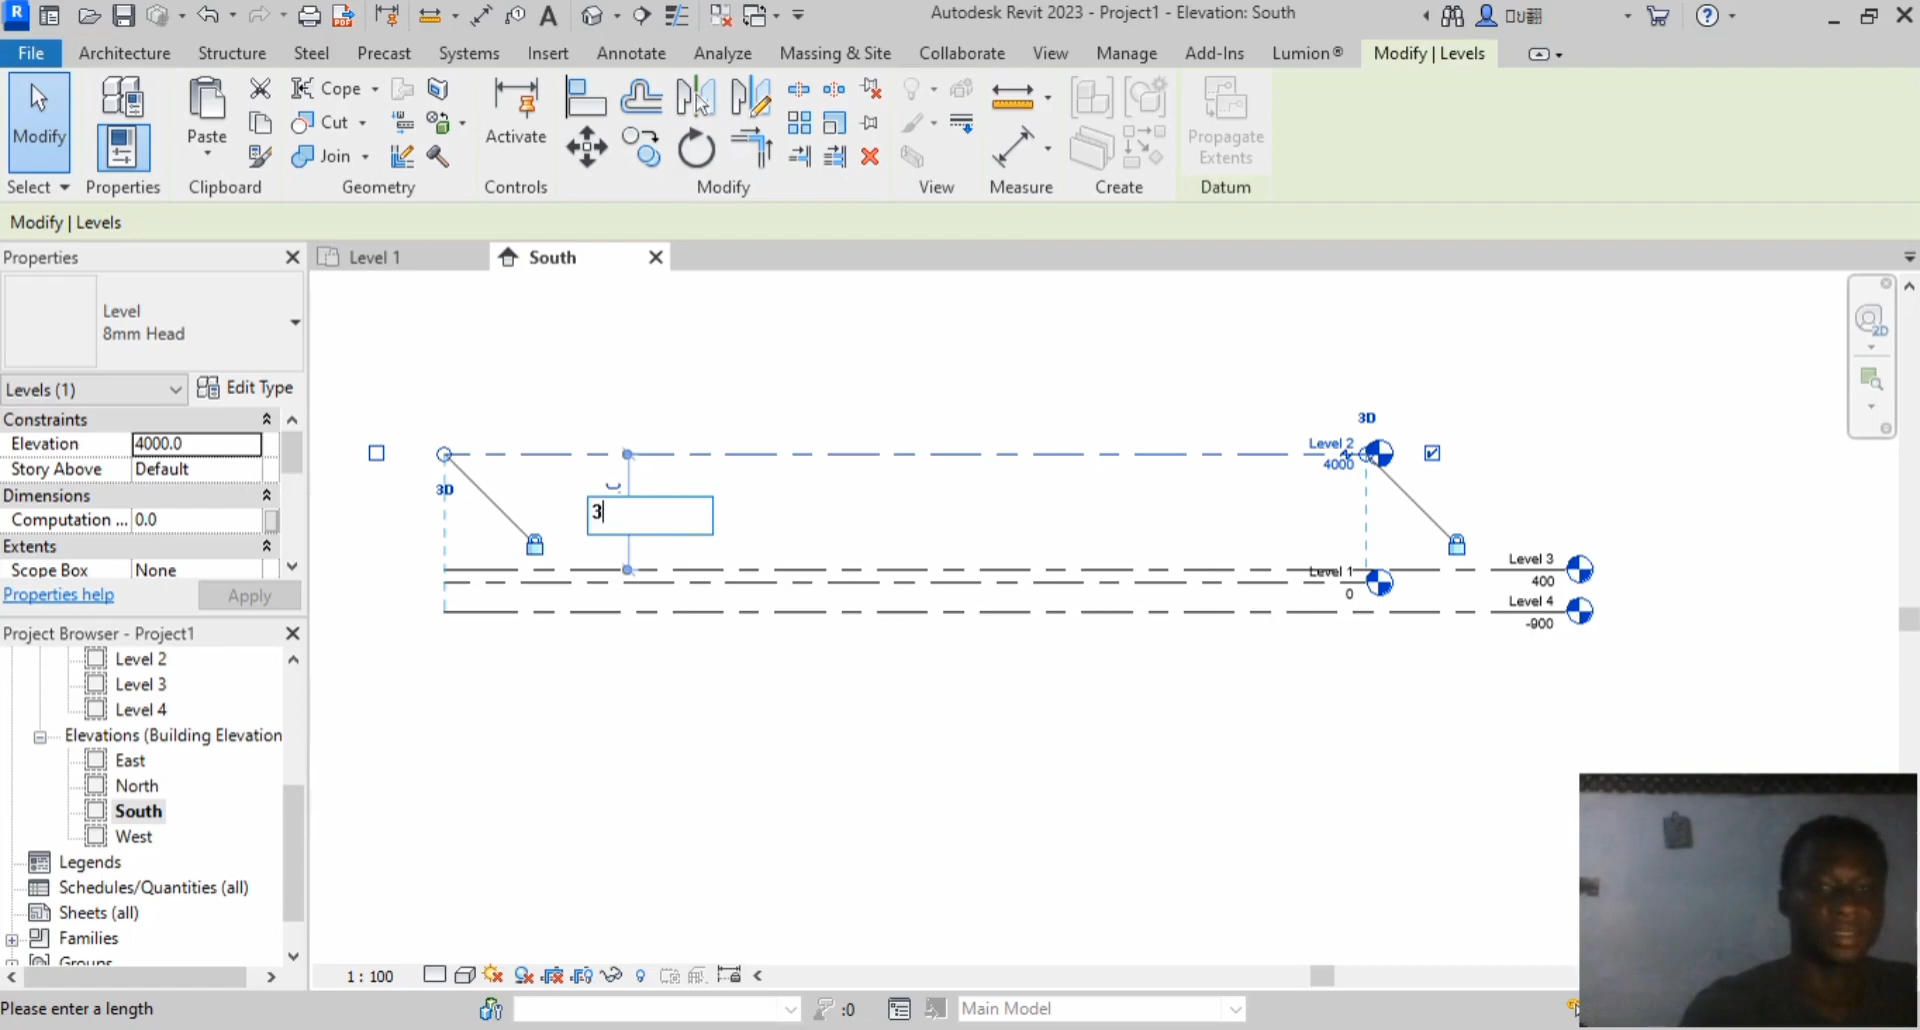 Autodesk Revit 2023 - Project1 - Elevation: South
File Architecture Structure Steel Precast Systems Insert Annotate Analyze Massing & Site Collaborate View Manage Add-Ins Lumion® Modify | Levels
Modify
Paste
Cope
Cut
Join
Activate
Propagate
Extents
Select Properties Clipboard Geometry Controls Modify View Measure Create Datum
Modify | Levels
Properties
Level
8mm Head
Levels (1)
Edit Type
Constraints
Elevation 4000.0
Story Above Default
Dimensions
Computation ... 0.0
Extents
Scope Box None
Properties help
Apply
Project Browser - Project1
Level 2
Level 3
Level 4
Elevations (Building Elevation
East
North
South
West
Legends
Schedules/Quantities (all)
Sheets (all)
Families
Groups
Level 1
South
2D
3D
Level 2
4000
3D
3
Level 3
400
Level 1
0
Level 4
-900
1 : 100
Please enter a length
:0
Main Model